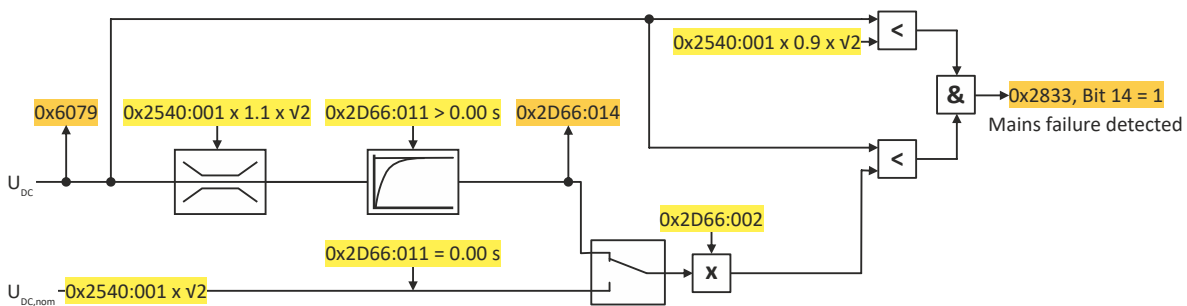 <
0x2540:001 x 0.9 x √2
0x6079
0x2540:001 x 1.1 x √2
0x2D66:011 > 0.00 s
0x2D66:014
&
0x2833, Bit 14 = 1
Mains failure detected
<
U DC
0x2D66:002
0x2D66:011 = 0.00 s
x
U DC,nom
0x2540:001 x √2